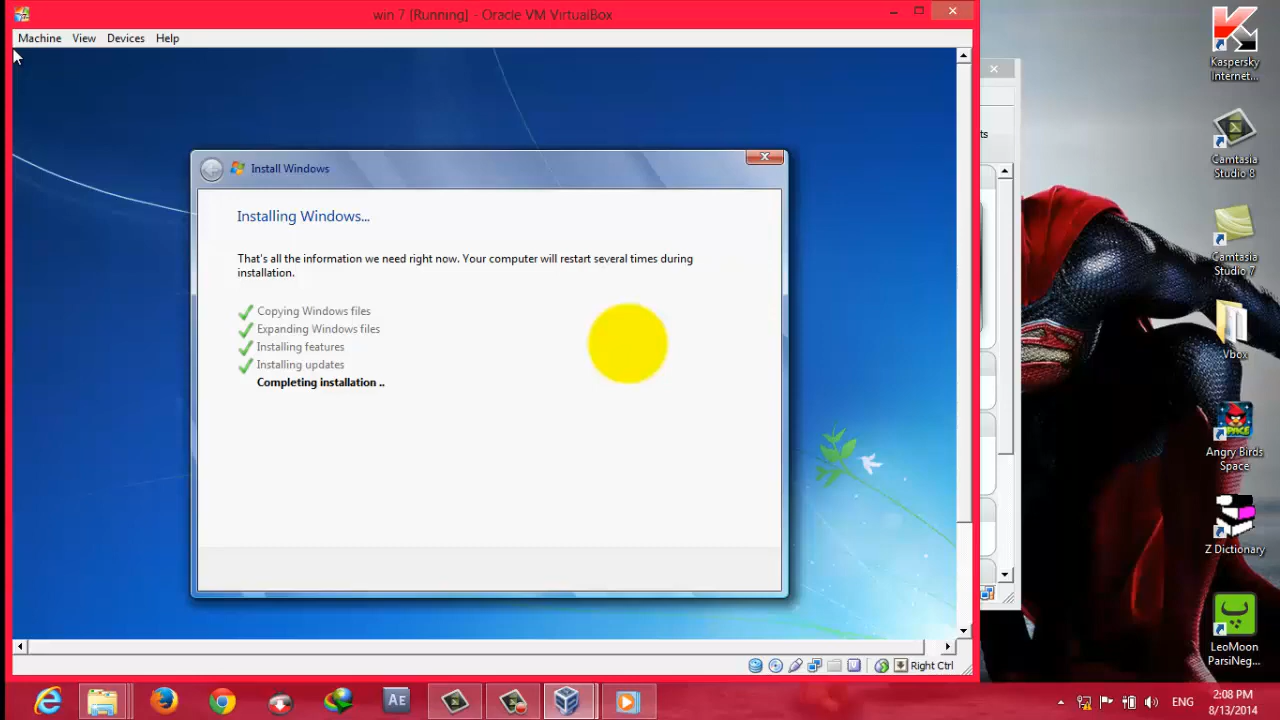 win 7 [Running] - Oracle VM VirtualBox
Machine View Devices Help
Install Windows
Installing Windows...
That's all the information we need right now. Your computer will restart several times during
installation.
Copying Windows files
Expanding Windows files
Installing features
Installing updates
Completing installation ..
Right Ctrl
ts
Kaspersky
Internet...
Camtasia
Studio 8
Camtasia
Studio 7
Vbox
SPACE
Angry Birds
Space
Z Dictionary
پ
LeoMoon
ParsiNeg...
AE
ENG
2:08 PM
8/13/2014